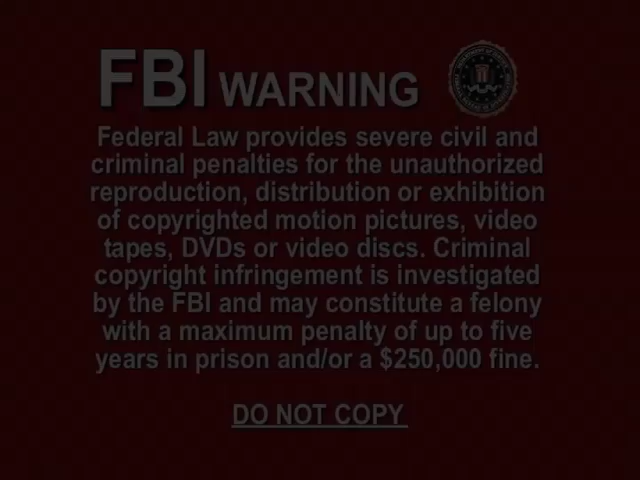 FBI WARNING
Federal Law provides severe civil and
criminal penalties for the unauthorized
reproduction, distribution or exhibition
of copyrighted motion pictures, video
tapes, DVDs or video discs. Criminal
copyright infringement is investigated
by the FBI and may constitute a felony
with a maximum penalty of up to five
years in prison and/or a $250,000 fine.
DO NOT COPY